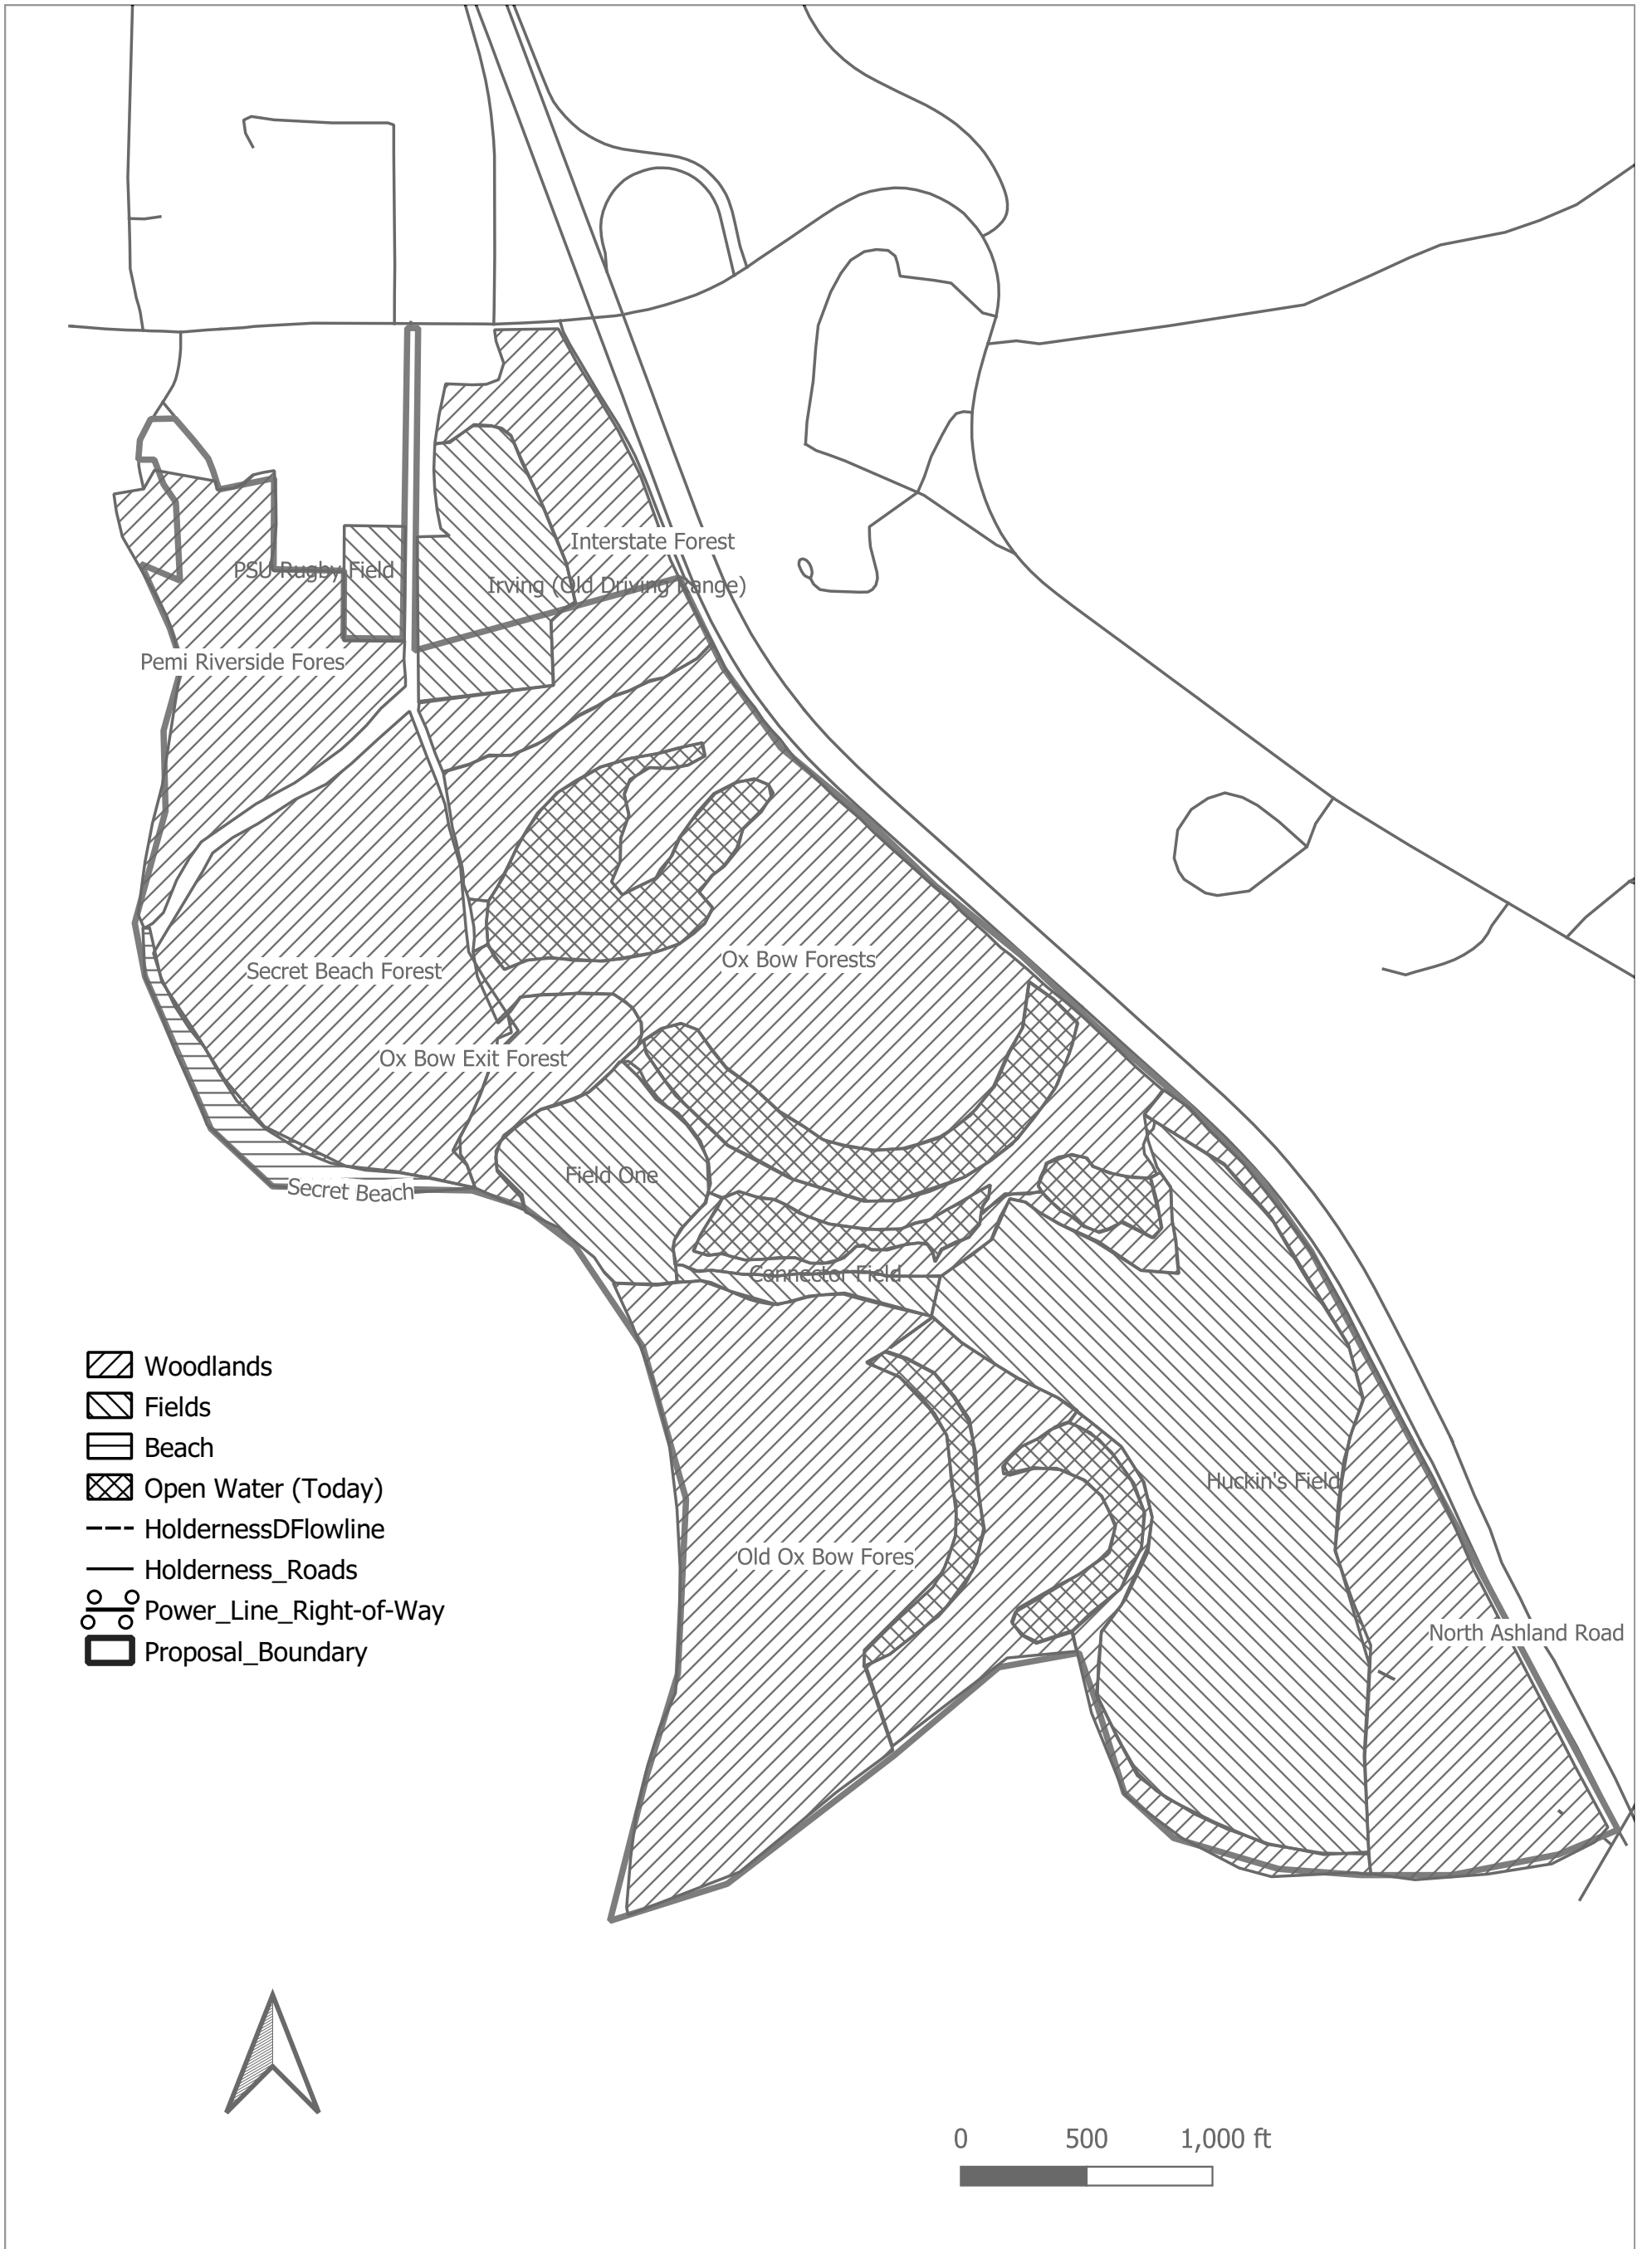 Interstate Forest
PSU Rugby Field
Irving (Old Driving Range)
Pemi Riverside Fores
Ox Bow Forests
Secret Beach Forest
Ox Bow Exit Forest
Field One
Secret Beach
Connector Field
Huckin's Field
Old Ox Bow Fores
North Ashland Road
Woodlands
Fields
Beach
Open Water (Today)
HoldernessDFlowline
Holderness_Roads
Power_Line_Right-of-Way
Proposal_Boundary
0 500 1,000 ft